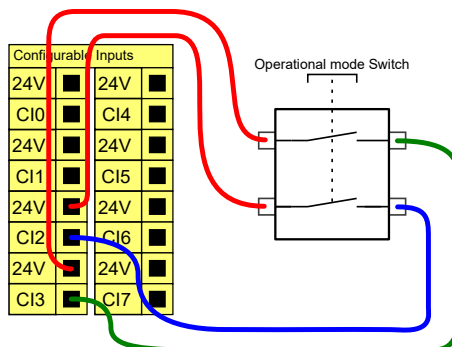 Configurable Inputs
Operational mode Switch
24V 24V
CI0 CI4
24V 24V
CI1 CI5
24V 24V
CI2 CI6
24V 24V
CI3 CI7